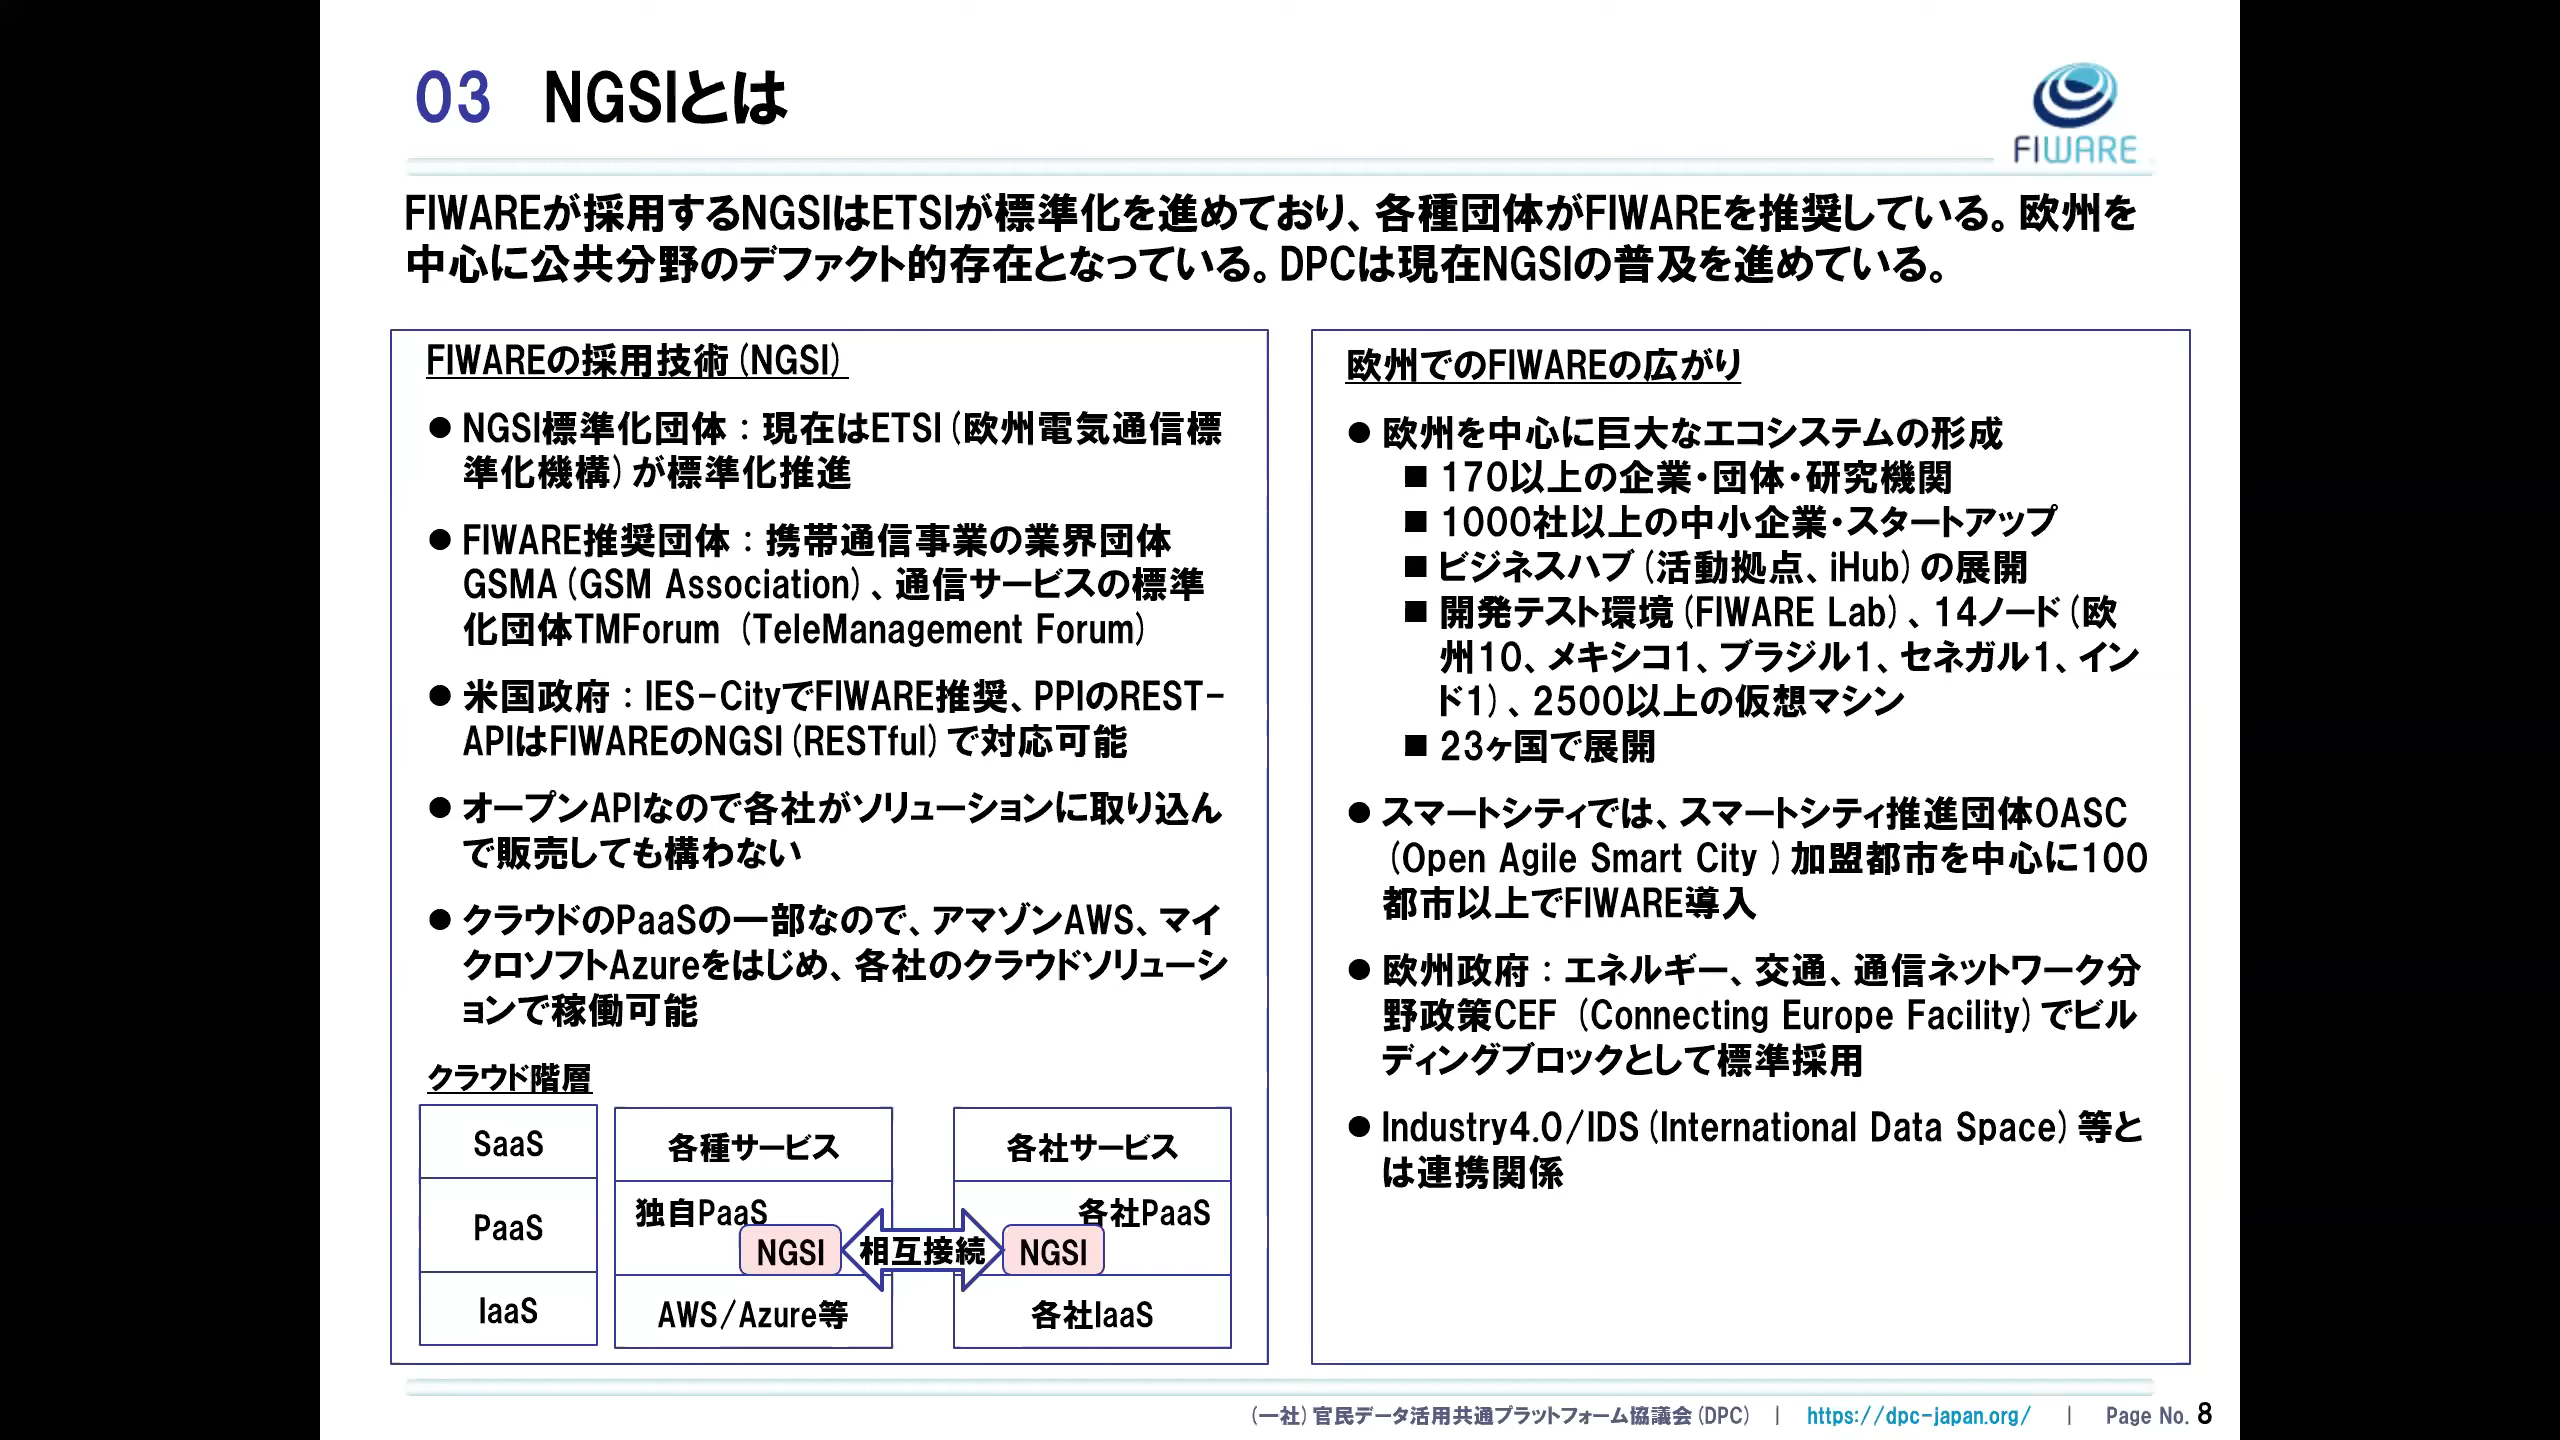 03 NGSIとは
FIWARE
FIWAREが採用するNGSIはETSIが標準化を進めており、各種団体がFIWAREを推奨している。欧州を
中心に公共分野のデファクト的存在となっている。DPCは現在NGSIの普及を進めている。
FIWAREの採用技術(NGSI)
● NGSI標準化団体：現在はETSI(欧州電気通信標
準化機構)が標準化推進
● FIWARE推奨団体：携帯通信事業の業界団体
GSMA(GSM Association)、通信サービスの標準
化団体TMForum (TeleManagement Forum)
● 米国政府：IES-CityでFIWARE推奨、PPIのREST-
APIはFIWAREのNGSI(RESTful)で対応可能
● オープンAPIなので各社がソリューションに取り込ん
で販売しても構わない
● クラウドのPaaSの一部なので、アマゾンAWS、マイ
クロソフトAzureをはじめ、各社のクラウドソリューシ
ョンで稼働可能
クラウド階層
SaaS
PaaS
IaaS
各種サービス
独自PaaS
NGSI
AWS/Azure等
相互接続
各社サービス
各社PaaS
NGSI
各社IaaS
欧州でのFIWAREの広がり
● 欧州を中心に巨大なエコシステムの形成
■ 170以上の企業・団体・研究機関
■ 1000社以上の中小企業・スタートアップ
■ ビジネスハブ(活動拠点、iHub)の展開
■ 開発テスト環境(FIWARE Lab)、14ノード(欧
州10、メキシコ1、ブラジル1、セネガル1、イン
ド1)、2500以上の仮想マシン
■ 23ヶ国で展開
● スマートシティでは、スマートシティ推進団体OASC
(Open Agile Smart City )加盟都市を中心に100
都市以上でFIWARE導入
● 欧州政府：エネルギー、交通、通信ネットワーク分
野政策CEF (Connecting Europe Facility)でビル
ディングブロックとして標準採用
● Industry4.0/IDS(International Data Space)等と
は連携関係
(一社)官民データ活用共通プラットフォーム協議会(DPC) | https://dpc-japan.org/ | Page No. 8